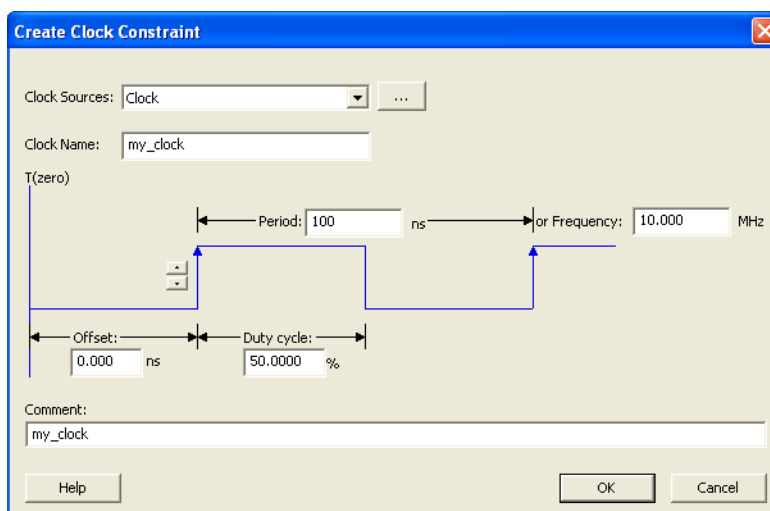 Create Clock Constraint
Clock Sources: Clock ...
Clock Name: my_clock
T(zero)
Period: 100 ns or Frequency: 10.000 MHz
Offset: Duty cycle:
0.000 ns 50.0000 %
Comment:
my_clock
Help OK Cancel